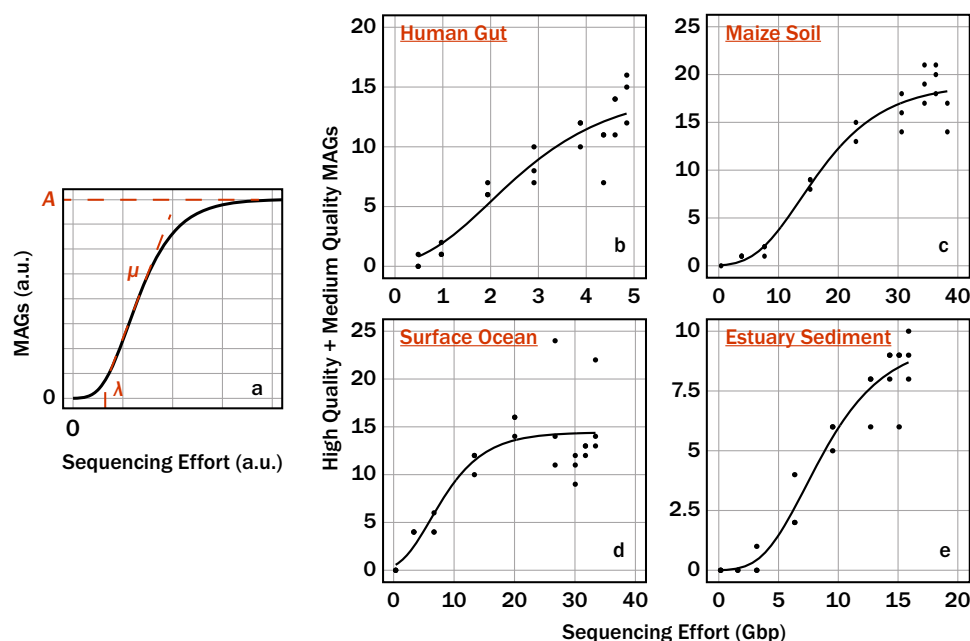 A
μ
λ
a
0
0
MAGs (a.u.)
Sequencing Effort (a.u.)
High Quality + Medium Quality MAGs
Human Gut
20
15
10
5
0
b
0 1 2 3 4 5
Maize Soil
25
20
15
10
5
0
c
0 10 20 30 40
Surface Ocean
25
20
15
10
5
0
d
0 10 20 30 40
Estuary Sediment
10
7.5
5
2.5
0
e
0 5 10 15 20
Sequencing Effort (Gbp)